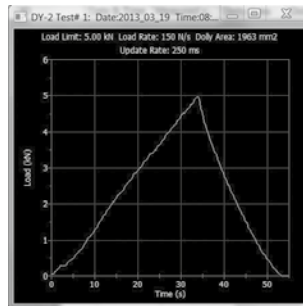 DY-2 Test# 1: Date:2013_03_19 Time:08:...
Load Limit: 5.00 kN Load Rate: 150 N/s Dolly Area: 1963 mm2
Update Rate: 250 ms
6
5
4
3
2
1
0
Load (kN)
0 10 20 30 40 50
Time (s)